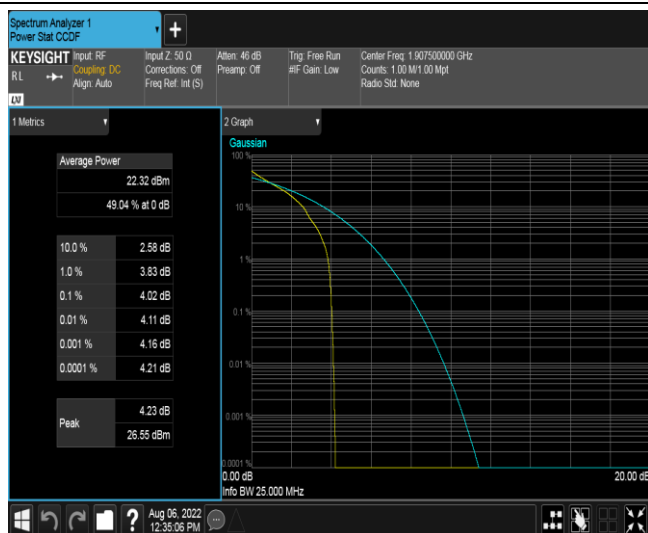 Spectrum Analyzer 1
Power Stat CCDF
+
KEYSIGHT
RL
LXI
Input: RF
Coupling: DC
Align: Auto
Input Z: 50 Ω
Corrections: Off
Freq Ref: Int (S)
Atten: 46 dB
Preamp: Off
Trig: Free Run
#IF Gain: Low
Center Freq: 1.907500000 GHz
Counts: 1.00 M/1.00 Mpt
Radio Std: None
1 Metrics
Average Power
22.32 dBm
49.04 % at 0 dB
10.0 % 2.58 dB
1.0 % 3.83 dB
0.1 % 4.02 dB
0.01 % 4.11 dB
0.001 % 4.16 dB
0.0001 % 4.21 dB
Peak
4.23 dB
26.55 dBm
2 Graph
Gaussian
100 %
10 %
1 %
0.1 %
0.01 %
0.001 %
0.0001 %
0.00 dB 20.00 dB
Info BW 25.000 MHz
?
Aug 06, 2022
12:35:06 PM